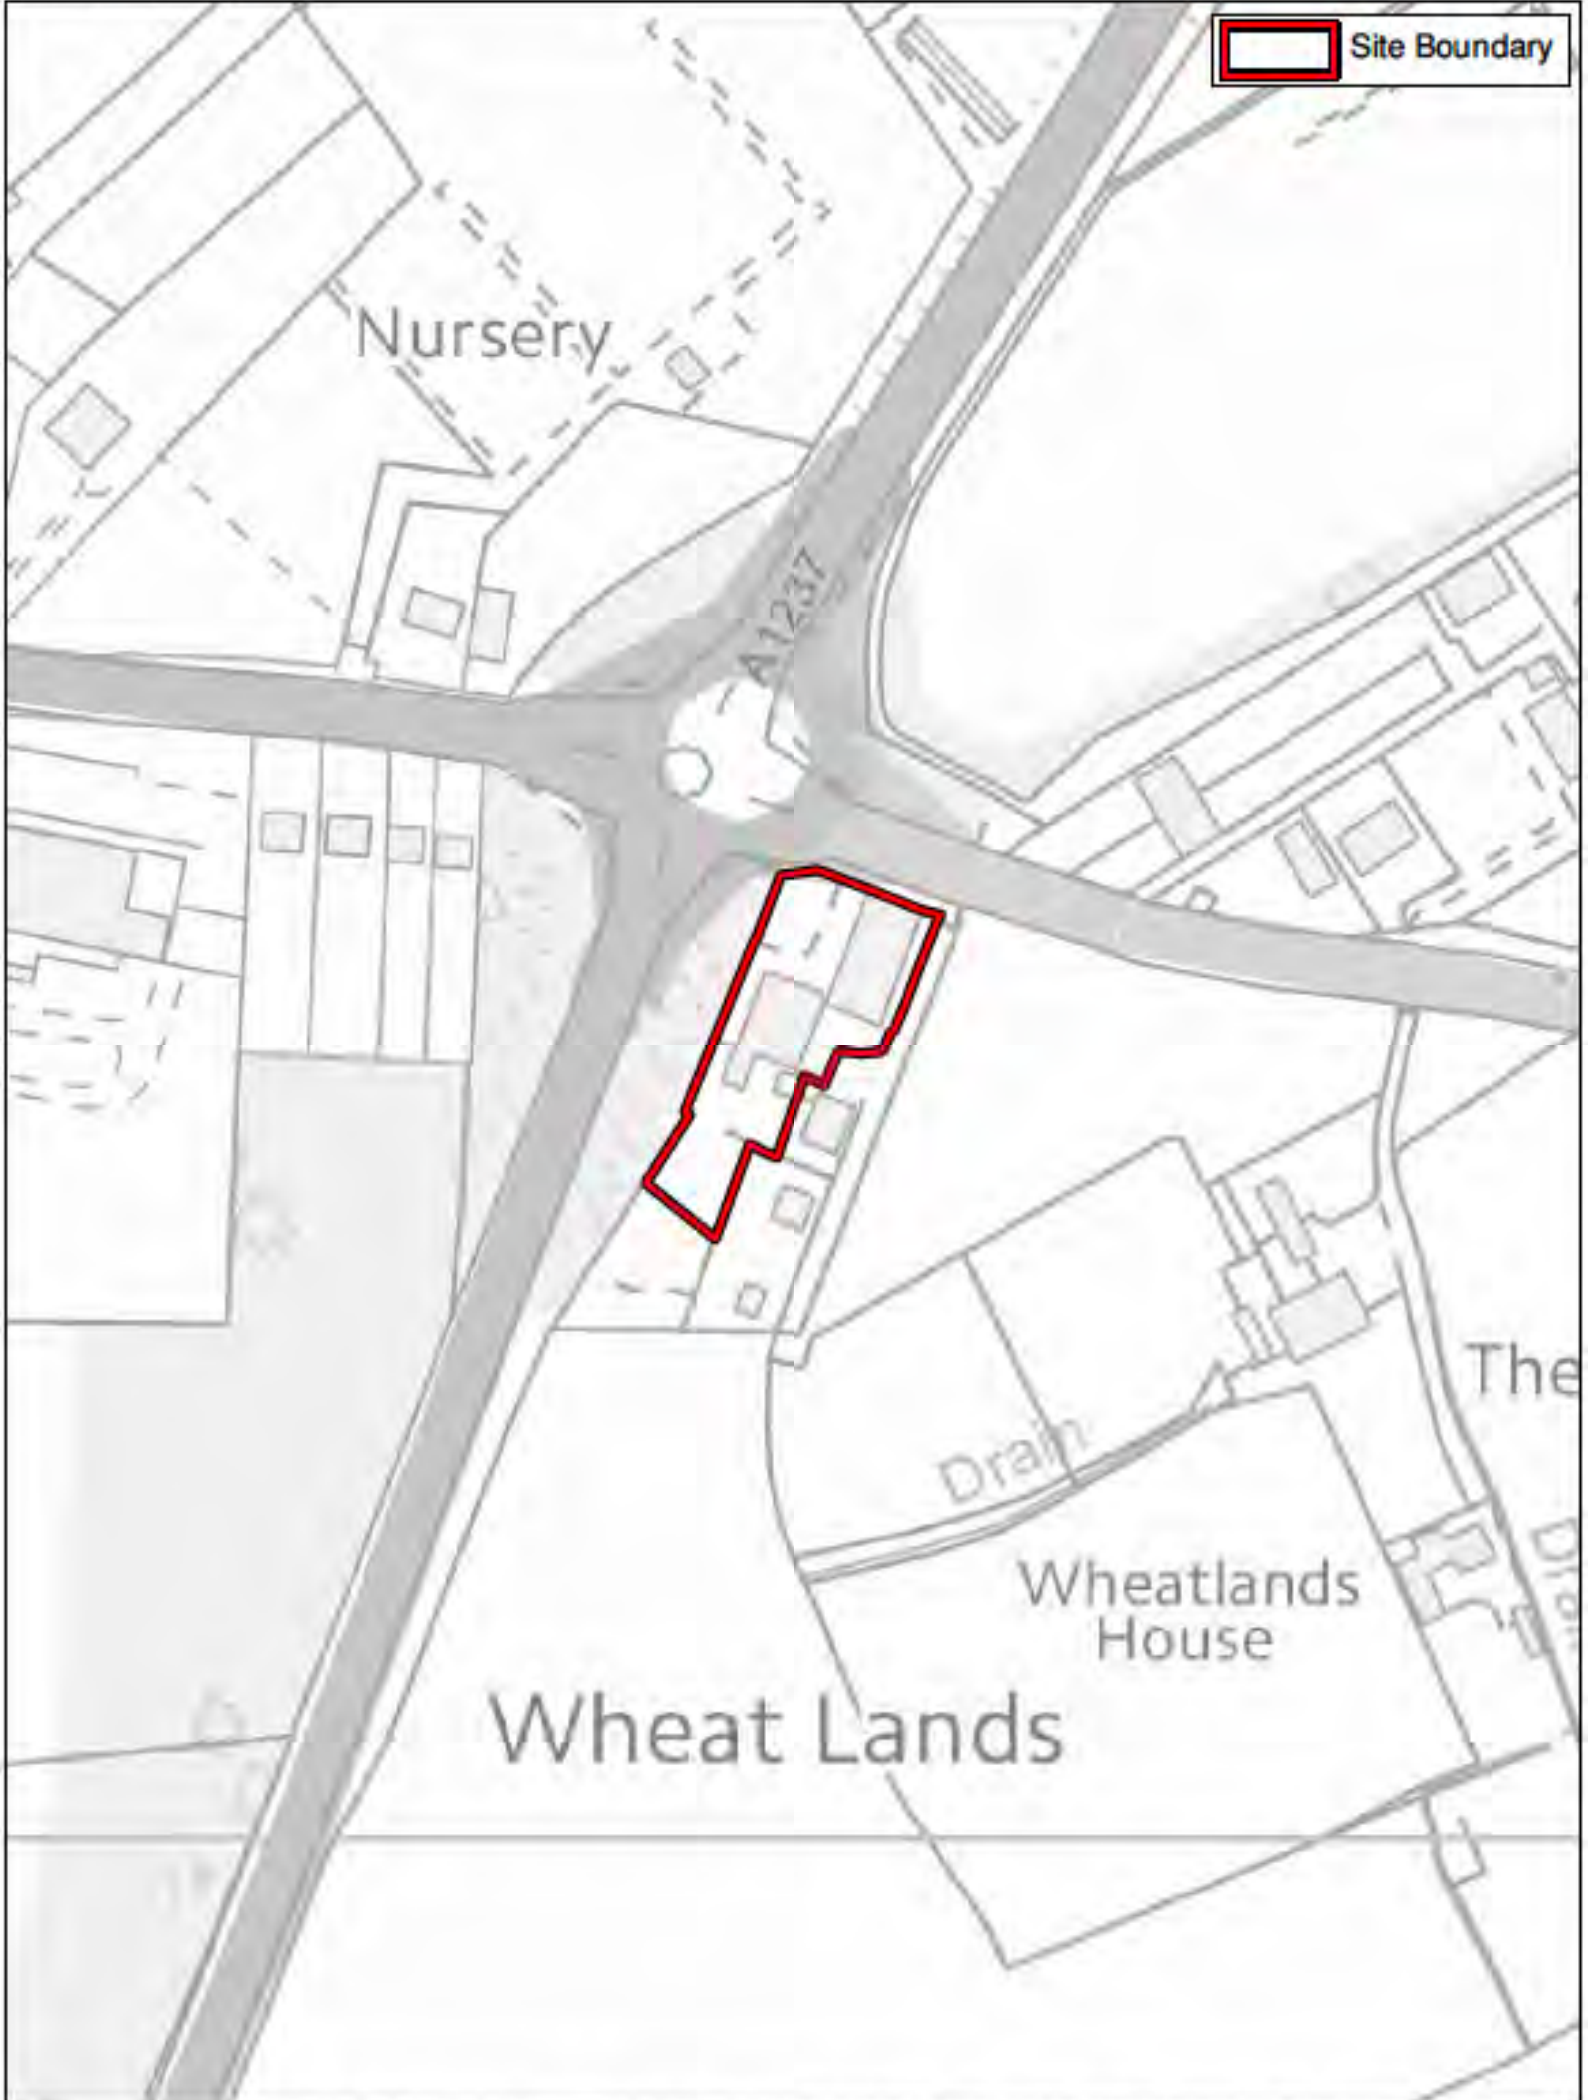 Site Boundary
Nursery
A1237
The
Drain
Wheatlands
House
Wheat Lands